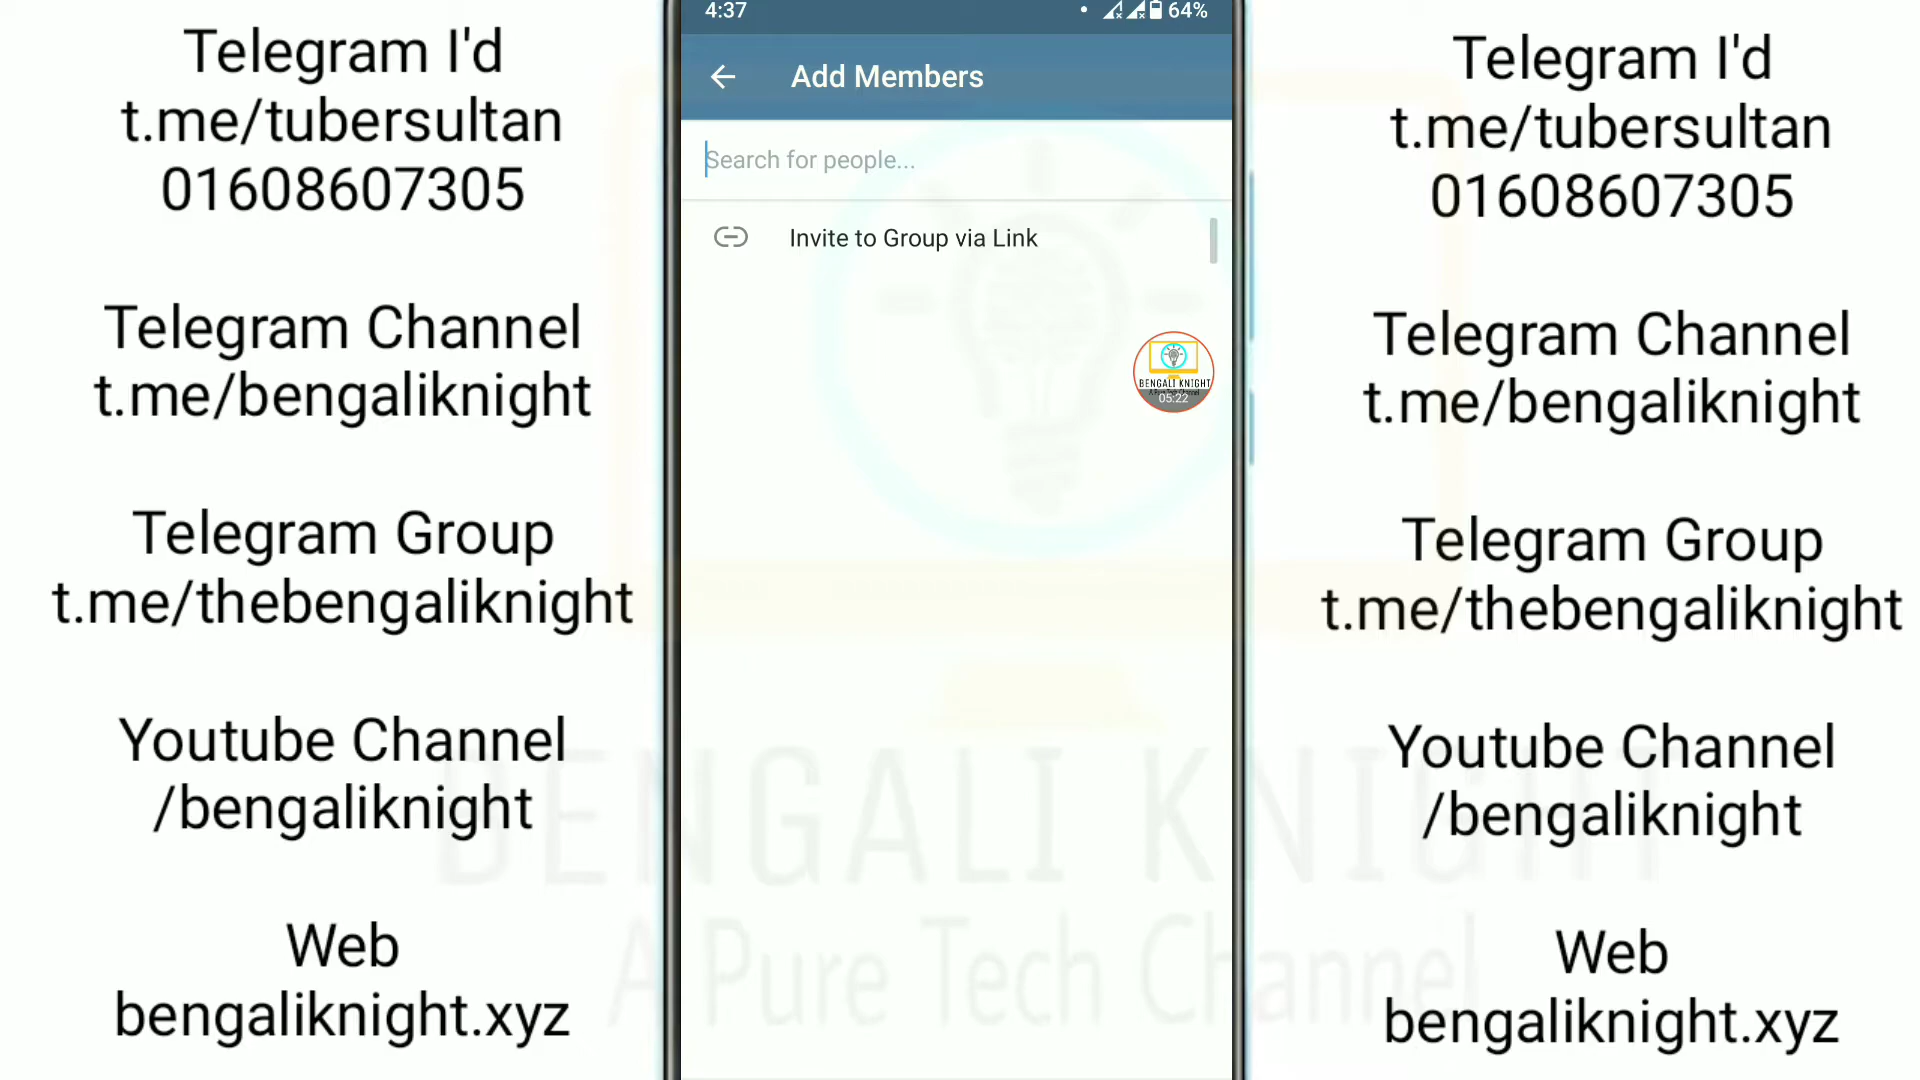 Telegram I'd
t.me/tubersultan
01608607305
Telegram Channel
t.me/bengaliknight
Telegram Group
t.me/thebengaliknight
Youtube Channel
/bengaliknight
Web
bengaliknight.xyz
4:37
64%
Add Members
Search for people...
Invite to Group via Link
BENGALI KNIGHT
05:22
BENGALI KNIGHT
A Pure Tech Channel
Telegram I'd
t.me/tubersultan
01608607305
Telegram Channel
t.me/bengaliknight
Telegram Group
t.me/thebengaliknight
Youtube Channel
/bengaliknight
Web
bengaliknight.xyz